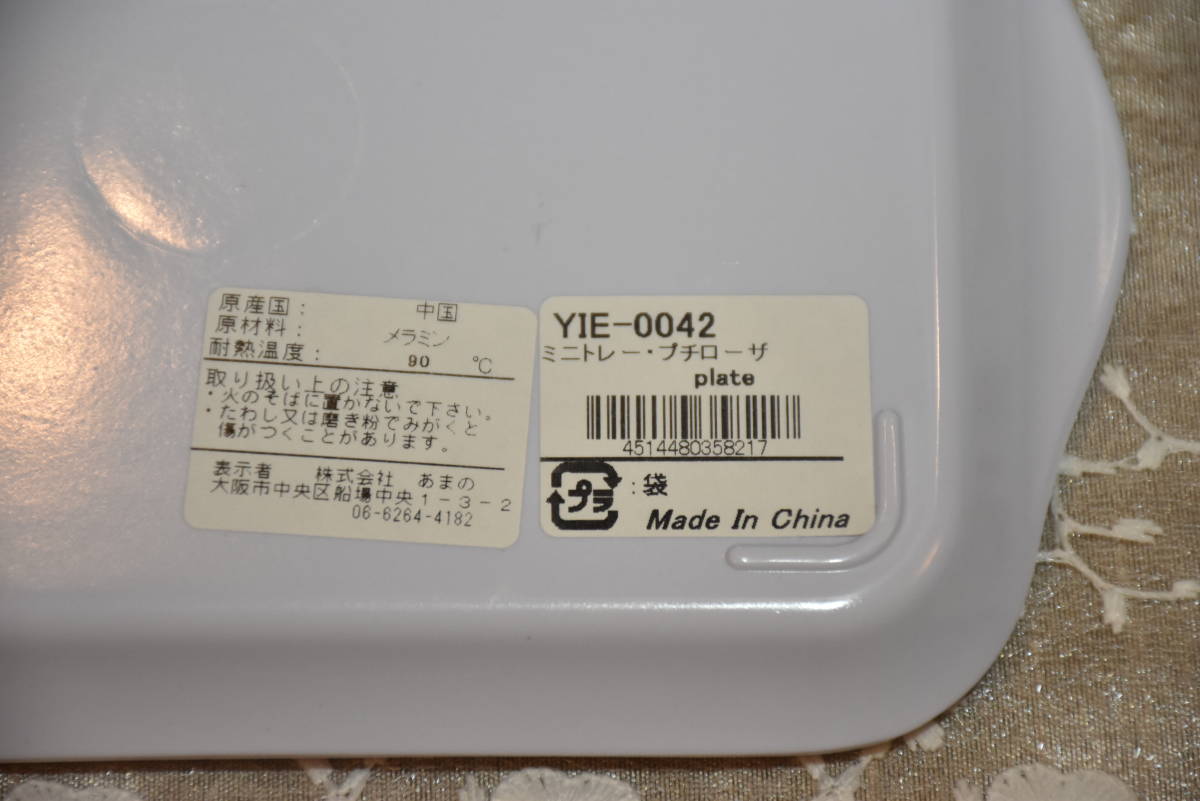 原産国: 中国
原材料: メラミン
耐熱温度: 90 ℃
取り扱い上の注意
・火のそばに置かないで下さい。
・たわし又は磨き粉でみがくと
傷がつくことがあります。
表示者 株式会社 あまの
大阪市中央区船場中央1-3-2
06-6264-4182
YIE-0042
ミニトレー・プチローザ
plate
4514480358217
プラ :袋
Made In China